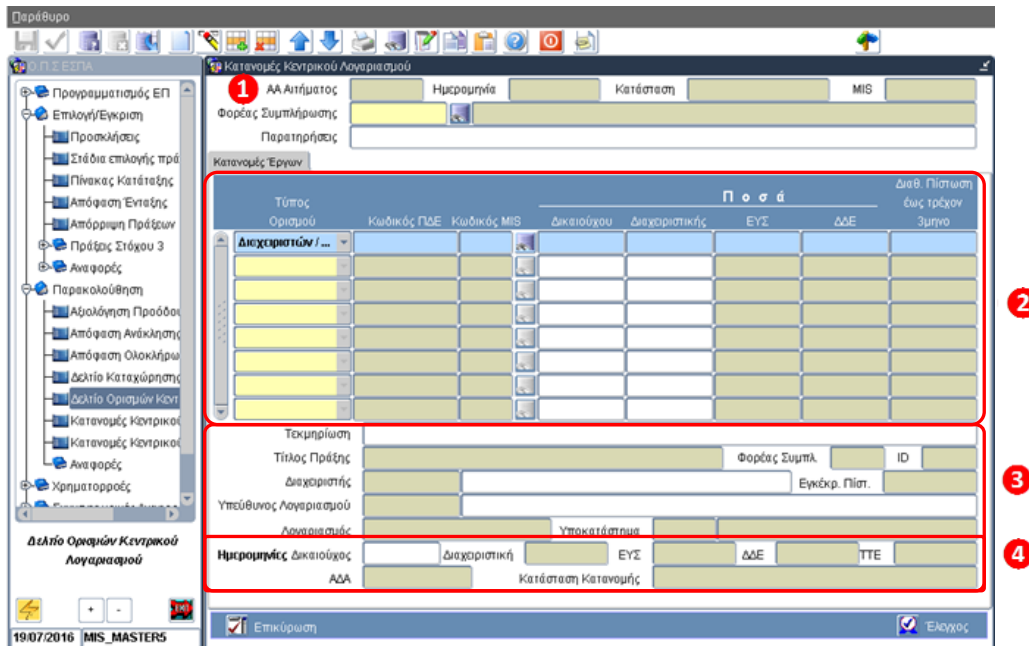 Παράθυρο
Ο.Π.Σ ΕΣΠΑ
Προγραμματισμός ΕΠ
Επιλογή/Έγκριση
Προσκλήσεις
Στάδια επιλογής πρά
Πίνακας Κατάταξης
Απόφαση Ένταξης
Απόρριψη Πράξεων
Πράξεις Στόχου 3
Αναφορές
Παρακολούθηση
Αξιολόγηση Προόδου
Απόφαση Ανάκλησης
Απόφαση Ολοκλήρω
Δελτίο Καταχώρησης
Δελτίο Ορισμών Κεντ
Κατανομές Κεντρικού
Κατανομές Κεντρικού
Αναφορές
Χρηματορροές
Δελτίο Ορισμών Κεντρικού
Λογαριασμού
+ -
19/07/2016 MIS_MASTER5
Κατανομές Κεντρικού Λογαριασμού
1 ΑΑ Αιτήματος Ημερομηνία Κατάσταση MIS
Φορέας Συμπλήρωσης
Παρατηρήσεις
Κατανομές Έργων
Τύπος Ορισμού Κωδικός ΠΔΕ Κωδικός MIS Ποσά Δικαιούχου Διαχειριστικής ΕΥΣ ΔΔΕ Διαθ. Πίστωση έως τρέχον 3μηνο
Διαχειριστών / ...
2
Τεκμηρίωση
Τίτλος Πράξης Φορέας Συμπλ. ID
Διαχειριστής Εγκέκρ. Πίστ. 3
Υπεύθυνος Λογαριασμού
Λογαριασμός Υποκατάστημα
Ημερομηνίες Δικαιούχος Διαχειριστική ΕΥΣ ΔΔΕ ΤΤΕ 4
ΑΔΑ Κατάσταση Κατανομής
Επικύρωση Έλεγχος